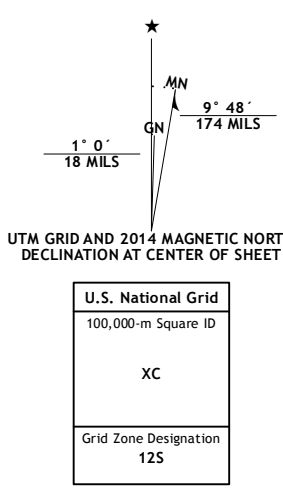 ★
MN
GN
9° 48´
174 MILS
1° 0´
18 MILS
UTM GRID AND 2014 MAGNETIC NORT
DECLINATION AT CENTER OF SHEET
U.S. National Grid
100,000-m Square ID
XC
Grid Zone Designation
12S